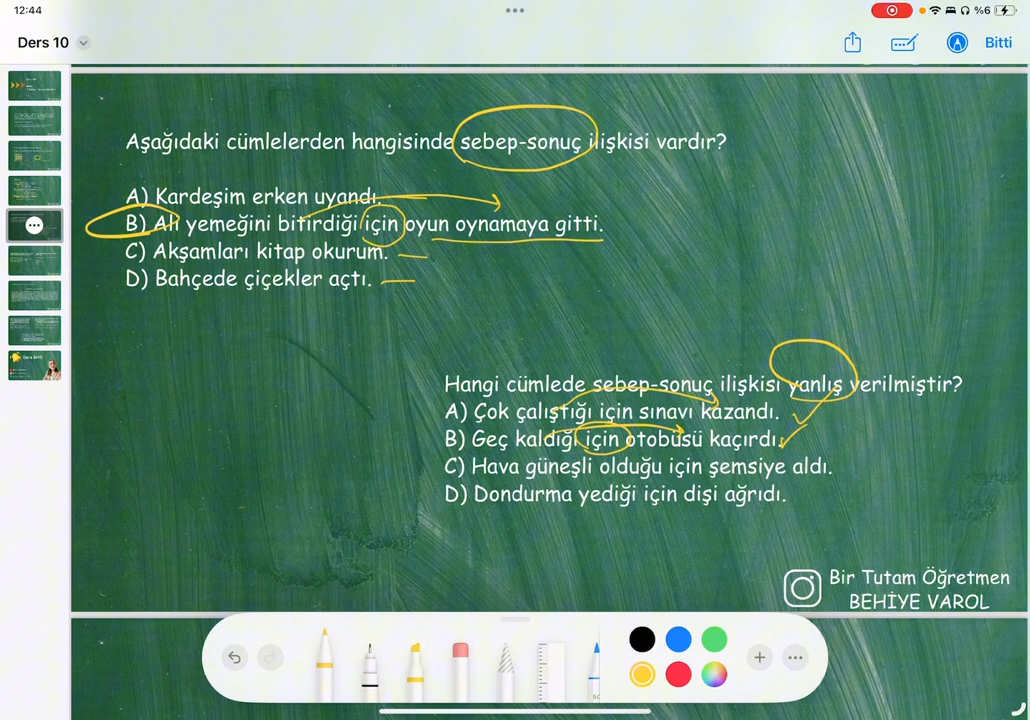 12:44
%6
Ders 10
Bitti
Aşağıdaki cümlelerden hangisinde sebep-sonuç ilişkisi vardır?
A) Kardeşim erken uyandı.
B) Ali yemeğini bitirdiği için oyun oynamaya gitti.
C) Akşamları kitap okurum.
D) Bahçede çiçekler açtı.
Hangi cümlede sebep-sonuç ilişkisi yanlış verilmiştir?
A) Çok çalıştığı için sınavı kazandı.
B) Geç kaldığı için otobüsü kaçırdı.
C) Hava güneşli olduğu için şemsiye aldı.
D) Dondurma yediği için dişi ağrıdı.
Bir Tutam Öğretmen
BEHİYE VAROL